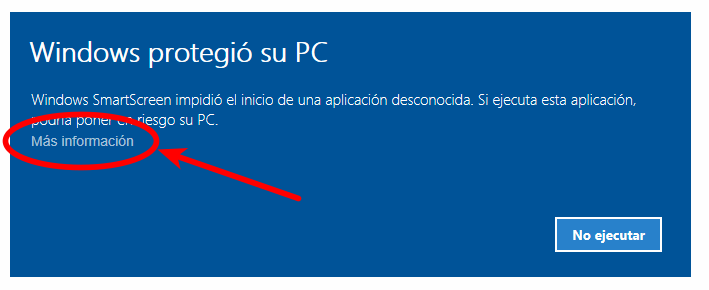 Windows protegió su PC
Windows SmartScreen impidió el inicio de una aplicación desconocida. Si ejecuta esta aplicación,
podría poner en riesgo su PC.
Más información
No ejecutar